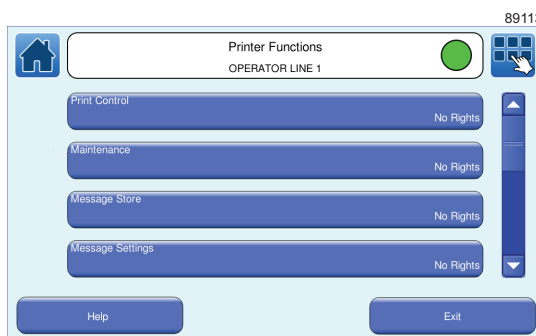 89113
Printer Functions
OPERATOR LINE 1
Print Control
No Rights
Maintenance
No Rights
Message Store
No Rights
Message Settings
No Rights
Help
Exit